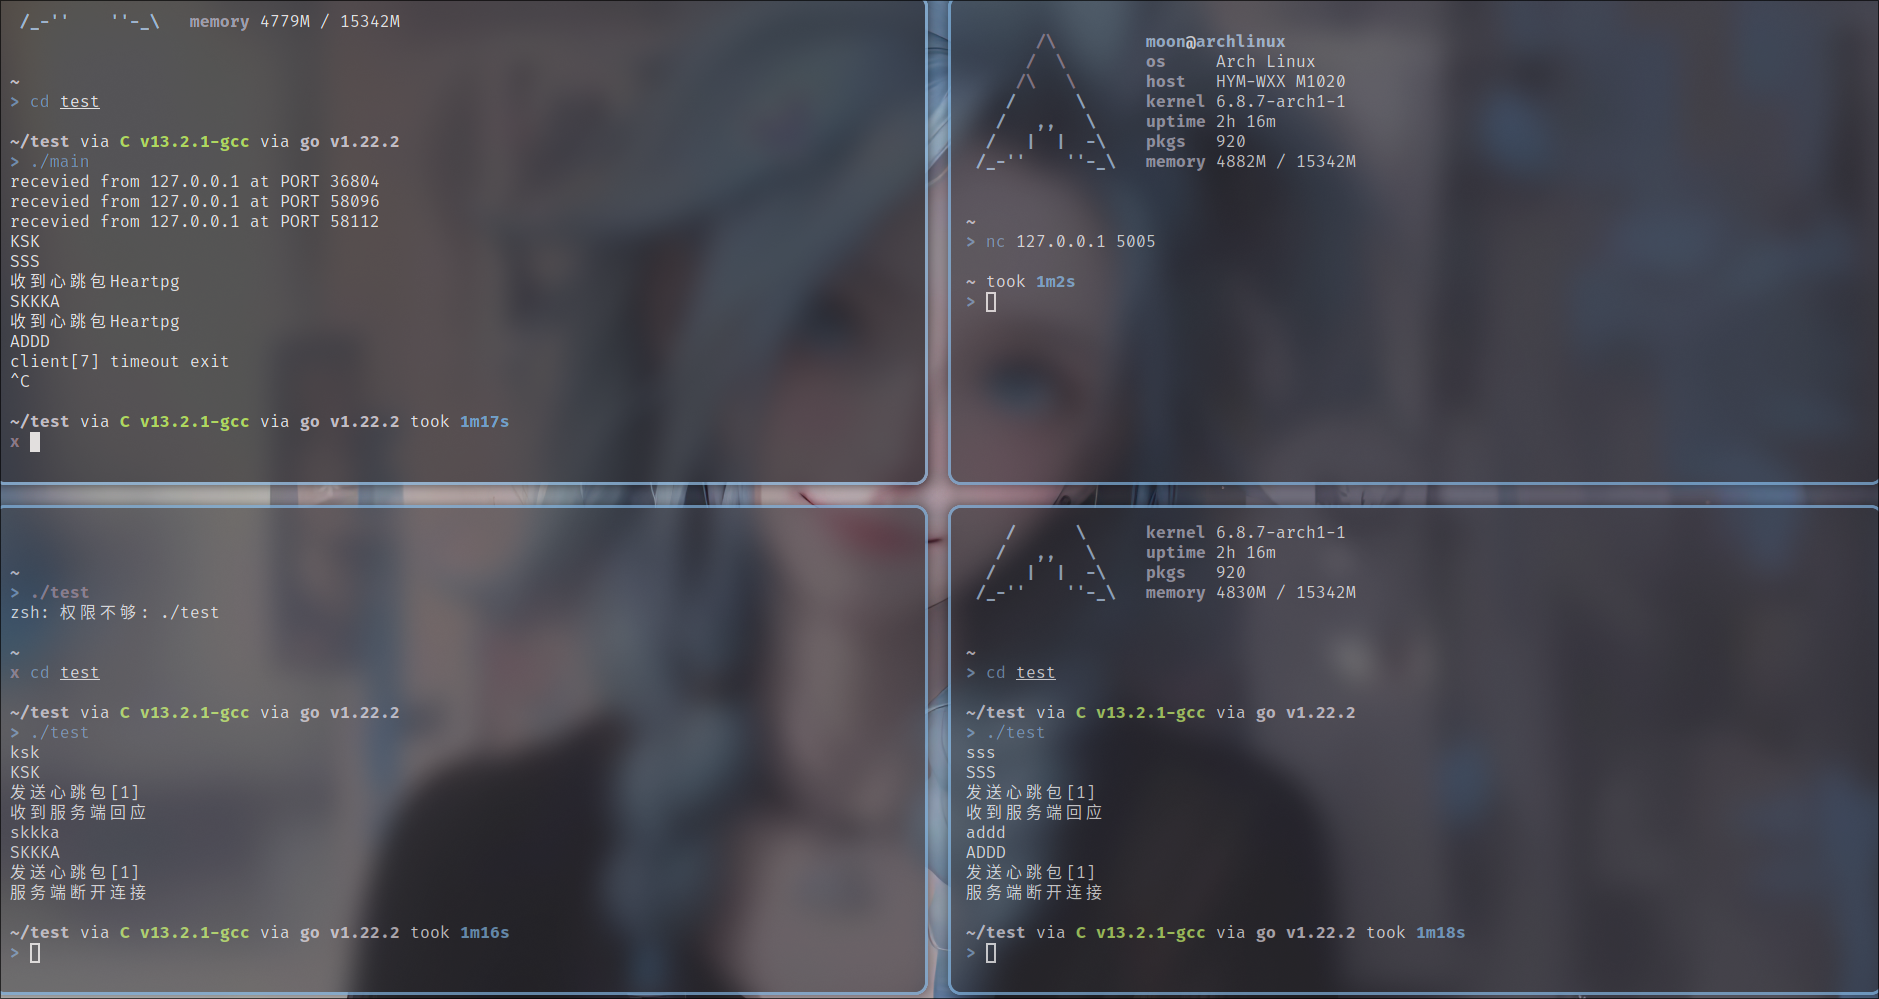 /_-''    ''-_\   memory 4779M / 15342M
~
> cd test
~/test via C v13.2.1-gcc via go v1.22.2
> ./main
recevied from 127.0.0.1 at PORT 36804
recevied from 127.0.0.1 at PORT 58096
recevied from 127.0.0.1 at PORT 58112
KSK
SSS
收到心跳包Heartpg
SKKKA
收到心跳包Heartpg
ADDD
client[7] timeout exit
^C
~/test via C v13.2.1-gcc via go v1.22.2 took 1m17s
x
/\       moon@archlinux
/  \      os     Arch Linux
/\   \     host   HYM-WXX M1020
/      \    kernel 6.8.7-arch1-1
/   ,,   \   uptime 2h 16m
/   |  |  -\  pkgs   920
/_-''    ''-_\   memory 4882M / 15342M
~
> nc 127.0.0.1 5005
~ took 1m2s
>
~
> ./test
zsh: 权限不够: ./test
~
x cd test
~/test via C v13.2.1-gcc via go v1.22.2
> ./test
ksk
KSK
发送心跳包[1]
收到服务端回应
skkka
SKKKA
发送心跳包[1]
服务端断开连接
~/test via C v13.2.1-gcc via go v1.22.2 took 1m16s
>
/      \    kernel 6.8.7-arch1-1
/   ,,   \   uptime 2h 16m
/   |  |  -\  pkgs   920
/_-''    ''-_\   memory 4830M / 15342M
~
> cd test
~/test via C v13.2.1-gcc via go v1.22.2
> ./test
sss
SSS
发送心跳包[1]
收到服务端回应
addd
ADDD
发送心跳包[1]
服务端断开连接
~/test via C v13.2.1-gcc via go v1.22.2 took 1m18s
>